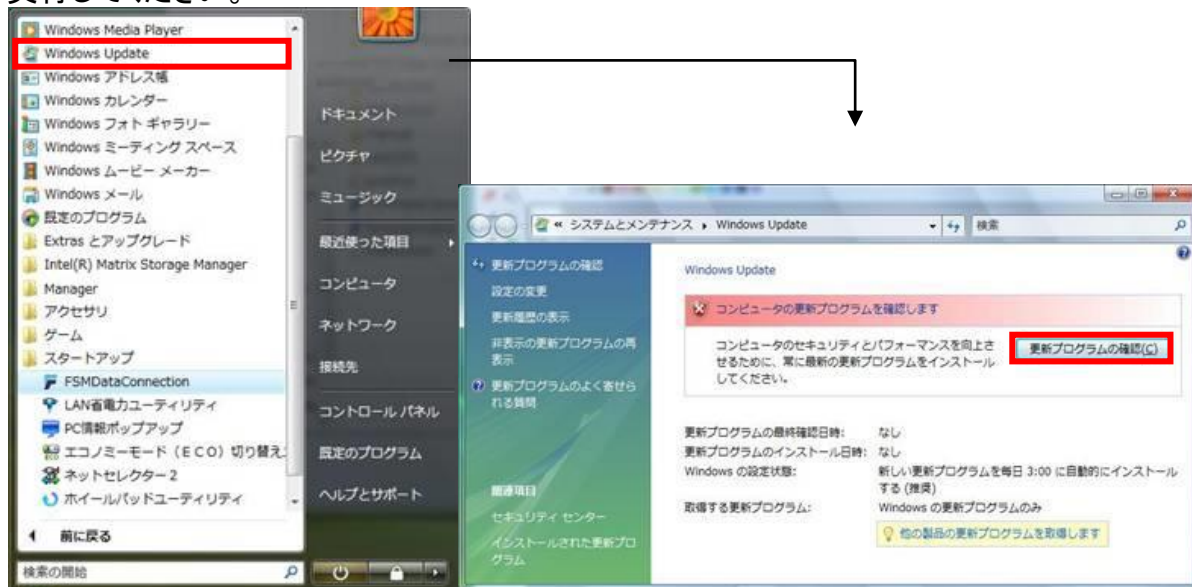 実行してください。
Windows Media Player
Windows Update
Windows アドレス帳
Windows カレンダー
Windows フォト ギャラリー
Windows ミーティング スペース
Windows ムービー メーカー
Windows メール
既定のプログラム
Extras とアップグレード
Intel(R) Matrix Storage Manager
Manager
アクセサリ
ゲーム
スタートアップ
FSMDataConnection
LAN省電力ユーティリティ
PC情報ポップアップ
エコノミーモード（ECO）切り替え
ネットセレクター2
ホイールパッドユーティリティ
前に戻る
検索の開始
ドキュメント
ピクチャ
ミュージック
最近使った項目
コンピュータ
ネットワーク
接続先
コントロール パネル
既定のプログラム
ヘルプとサポート
« システムとメンテナンス ▸ Windows Update
検索
更新プログラムの確認
設定の変更
更新履歴の表示
非表示の更新プログラムの再
表示
更新プログラムのよく寄せら
れる質問
関連項目
セキュリティ センター
インストールされた更新プロ
グラム
Windows Update
コンピュータの更新プログラムを確認します
コンピュータのセキュリティとパフォーマンスを向上さ
せるために、常に最新の更新プログラムをインストール
してください。
更新プログラムの確認(C)
更新プログラムの最終確認日時: なし
更新プログラムのインストール日時: なし
Windows の設定状態: 新しい更新プログラムを毎日 3:00 に自動的にインストール
する (推奨)
取得する更新プログラム: Windows の更新プログラムのみ
他の製品の更新プログラムを取得します